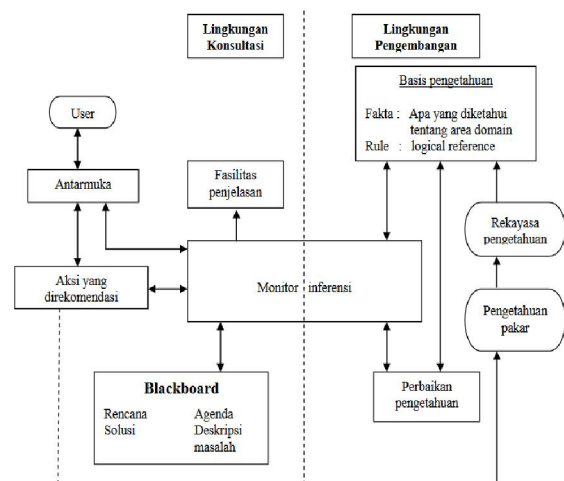 Lingkungan
Konsultasi
Lingkungan
Pengembangan
Basis pengetahuan
Fakta : Apa yang diketahui
tentang area domain
Rule : logical reference
User
Antarmuka
Fasilitas
penjelasan
Rekayasa
pengetahuan
Aksi yang
direkomendasi
Monitor inferensi
Pengetahuan
pakar
Blackboard
Rencana Agenda
Solusi Deskripsi
masalah
Perbaikan
pengetahuan